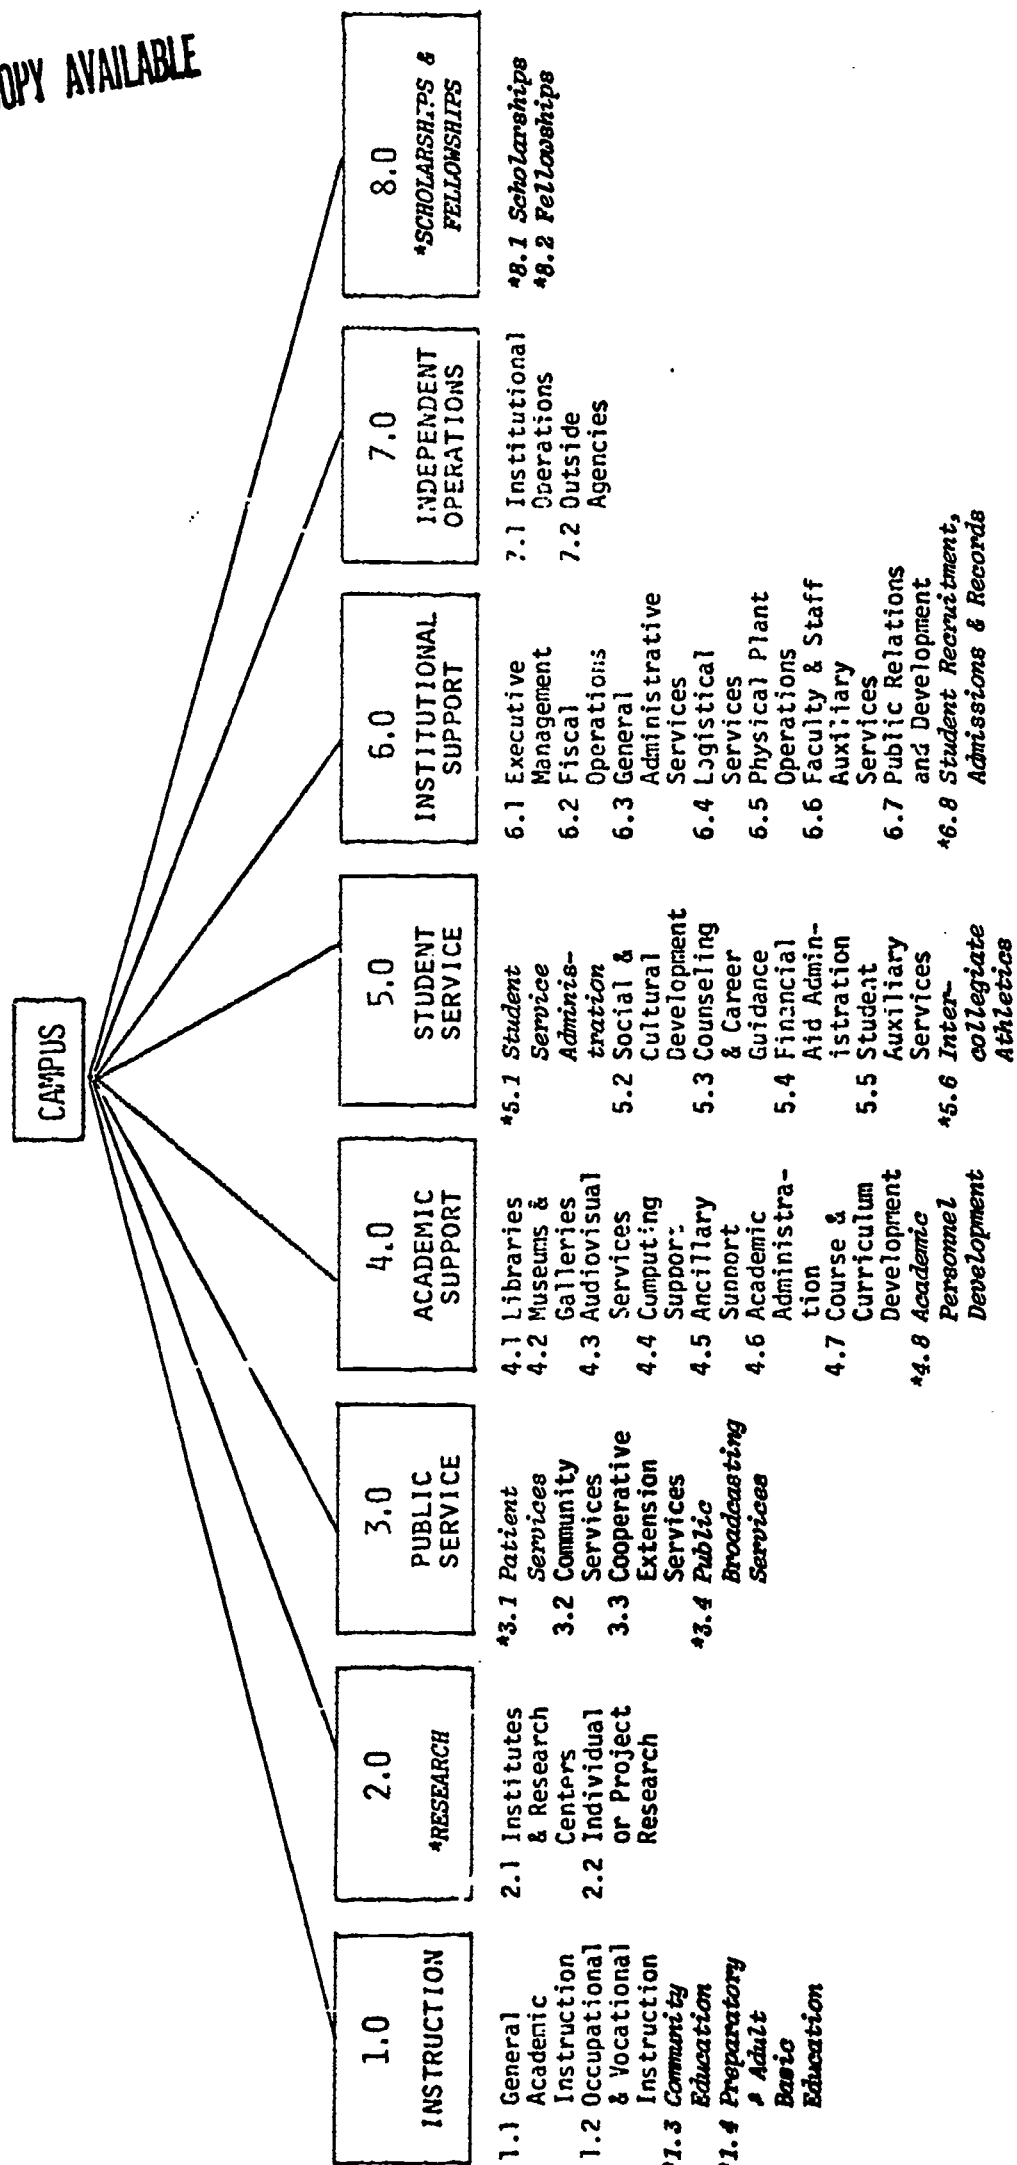 OPY AVAILABLE
CAMPUS
1.0
INSTRUCTION
1.1 General
Academic
Instruction
1.2 Occupational
& Vocational
Instruction
*1.3 Community
Education
*1.4 Preparatory
& Adult
Basic
Education
2.0
*RESEARCH
2.1 Institutes
& Research
Centers
2.2 Individual
or Project
Research
3.0
PUBLIC
SERVICE
*3.1 Patient
Services
3.2 Community
Services
3.3 Cooperative
Extension
Services
*3.4 Public
Broadcasting
Services
4.0
ACADEMIC
SUPPORT
4.1 Libraries
4.2 Museums &
Galleries
4.3 Audiovisual
Services
4.4 Computing
Support
4.5 Ancillary
Support
4.6 Academic
Administra-
tion
4.7 Course &
Curriculum
Development
*4.8 Academic
Personnel
Development
5.0
STUDENT
SERVICE
*5.1 Student
Service
Adminis-
tration
5.2 Social &
Cultural
Development
5.3 Counseling
& Career
Guidance
5.4 Financial
Aid Admin-
istration
5.5 Student
Auxiliary
Services
*5.6 Inter-
collegiate
Athletics
6.0
INSTITUTIONAL
SUPPORT
6.1 Executive
Management
6.2 Fiscal
Operations
6.3 General
Administrative
Services
6.4 Logistical
Services
6.5 Physical Plant
Operations
6.6 Faculty & Staff
Auxiliary
Services
6.7 Public Relations
and Development
*6.8 Student Recruitment,
Admissions & Records
7.0
INDEPENDENT
OPERATIONS
7.1 Institutional
Operations
7.2 Outside
Agencies
8.0
*SCHOLARSHIPS &
FELLOWSHIPS
*8.1 Scholarships
*8.2 Fellowships